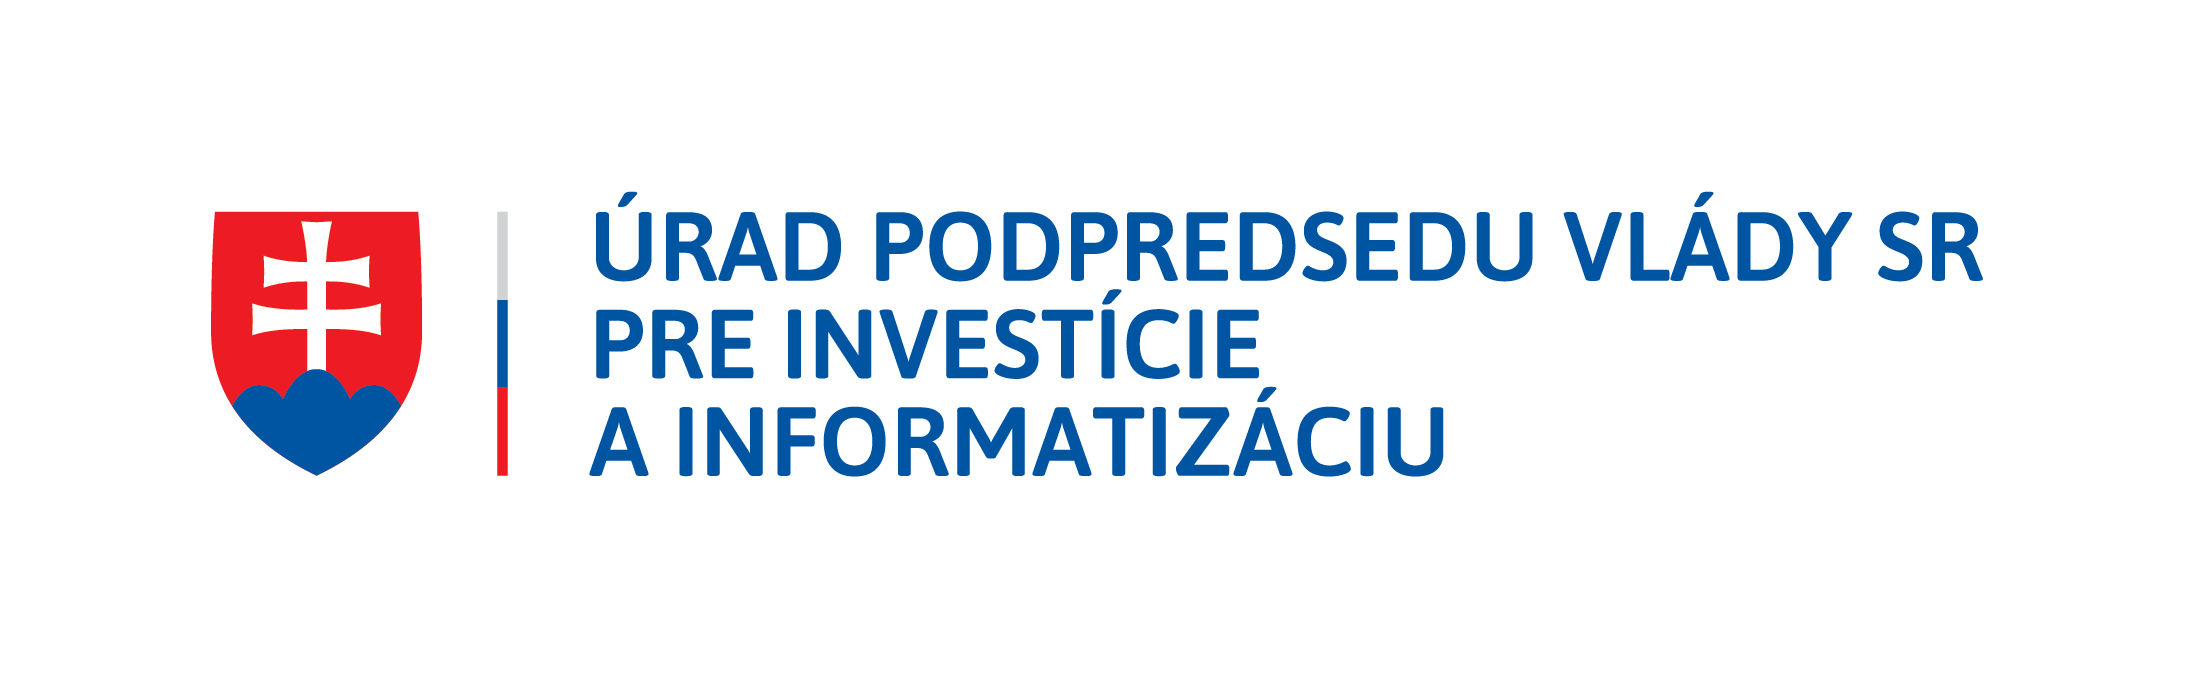 ÚRAD PODPREDSEDU VLÁDY SR
PRE INVESTÍCIE
A INFORMATIZÁCIU